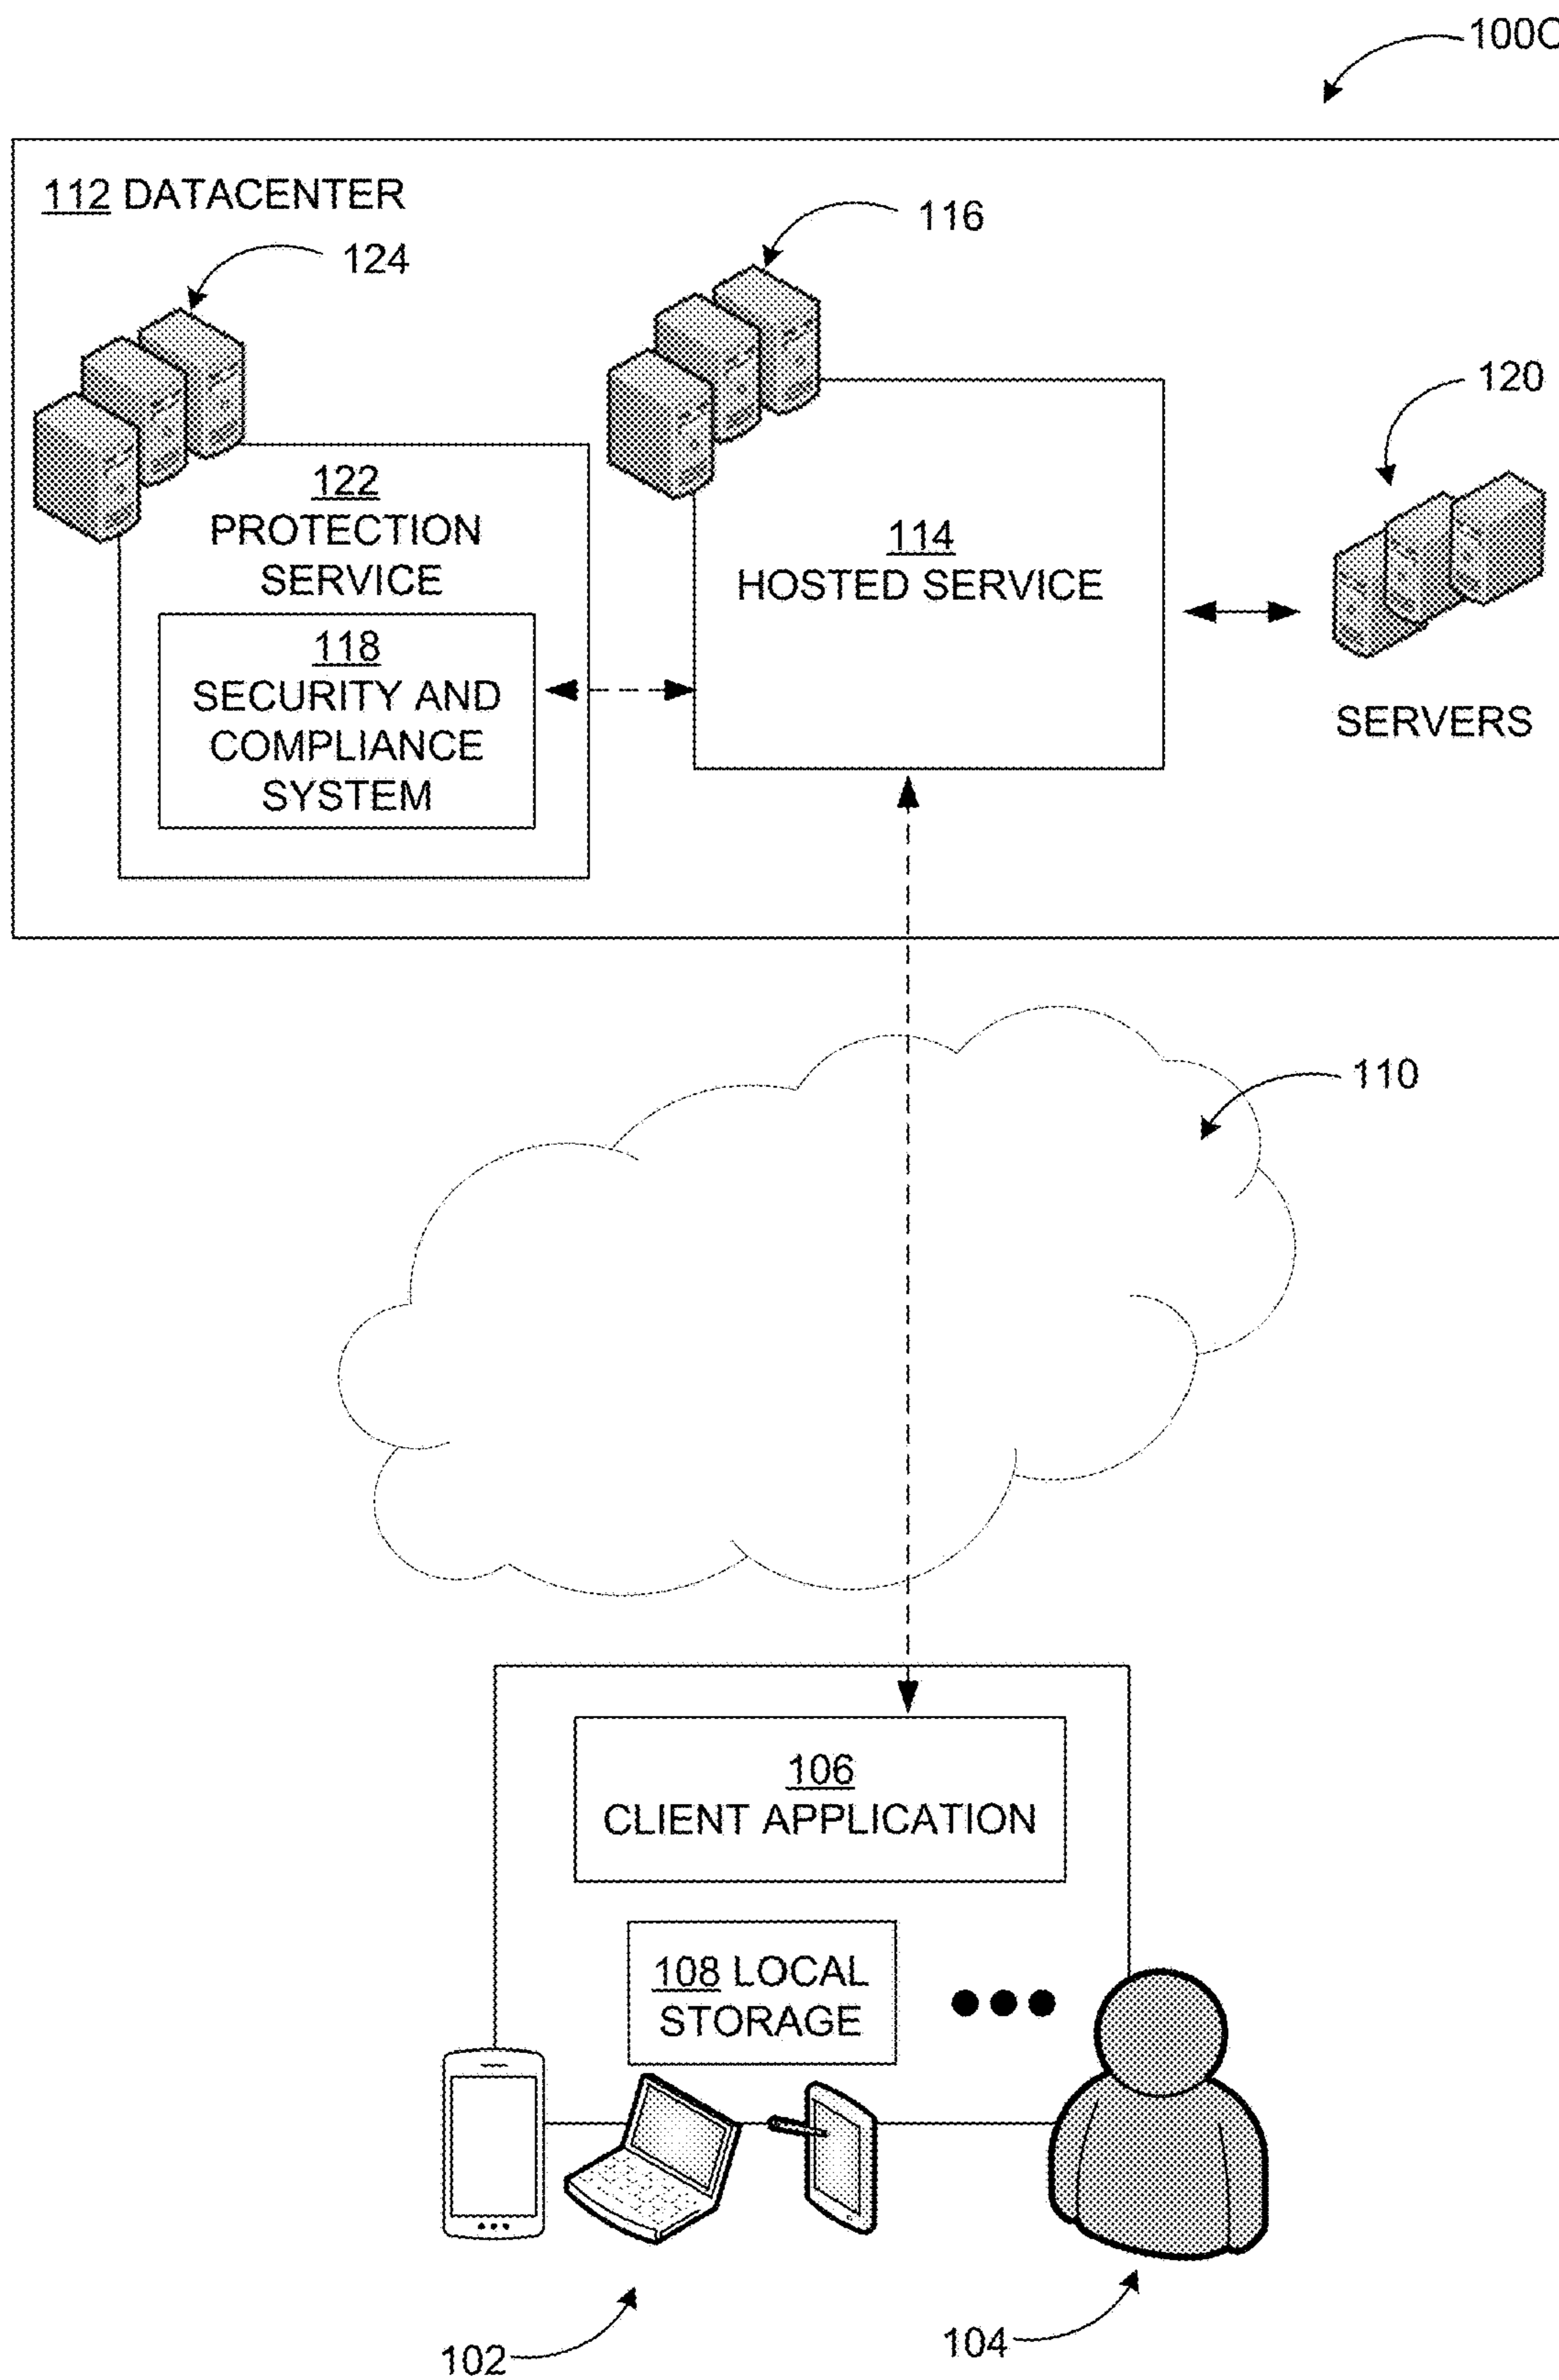 100C
112 DATACENTER
116
124
120
122
PROTECTION
SERVICE
114
HOSTED SERVICE
118
SECURITY AND
COMPLIANCE
SYSTEM
SERVERS
110
106
CLIENT APPLICATION
108 LOCAL
STORAGE
102
104